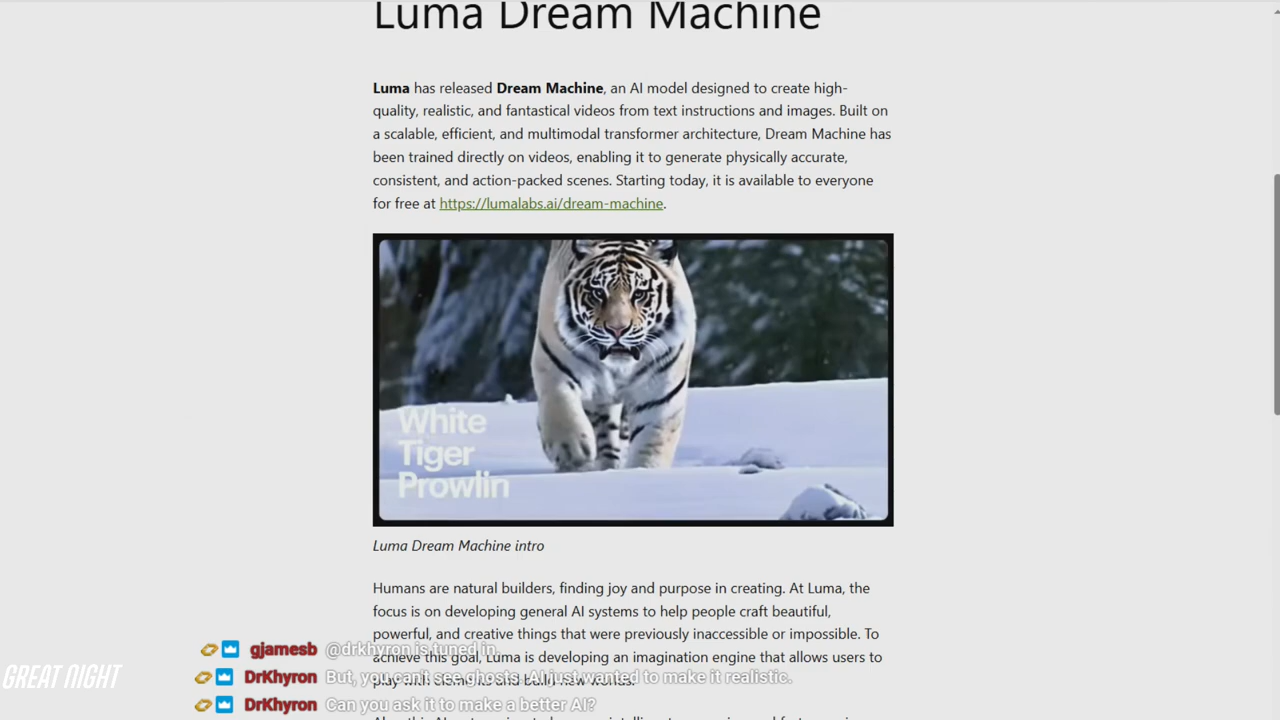 Luma Dream Machine
Luma has released Dream Machine, an AI model designed to create high-
quality, realistic, and fantastical videos from text instructions and images. Built on
a scalable, efficient, and multimodal transformer architecture, Dream Machine has
been trained directly on videos, enabling it to generate physically accurate,
consistent, and action-packed scenes. Starting today, it is available to everyone
for free at https://lumalabs.ai/dream-machine.
White
Tiger
Prowlin
Luma Dream Machine intro
Humans are natural builders, finding joy and purpose in creating. At Luma, the
focus is on developing general AI systems to help people craft beautiful,
powerful, and creative things that were previously inaccessible or impossible. To
gjamesb @drkhyron is tuned in.
achieve this goal, Luma is developing an imagination engine that allows users to
DrKhyron But, you can't see ghosts. AI just wanted to make it realistic.
play with and build new worlds.
DrKhyron Can you ask it to make a better AI?
GREAT NIGHT